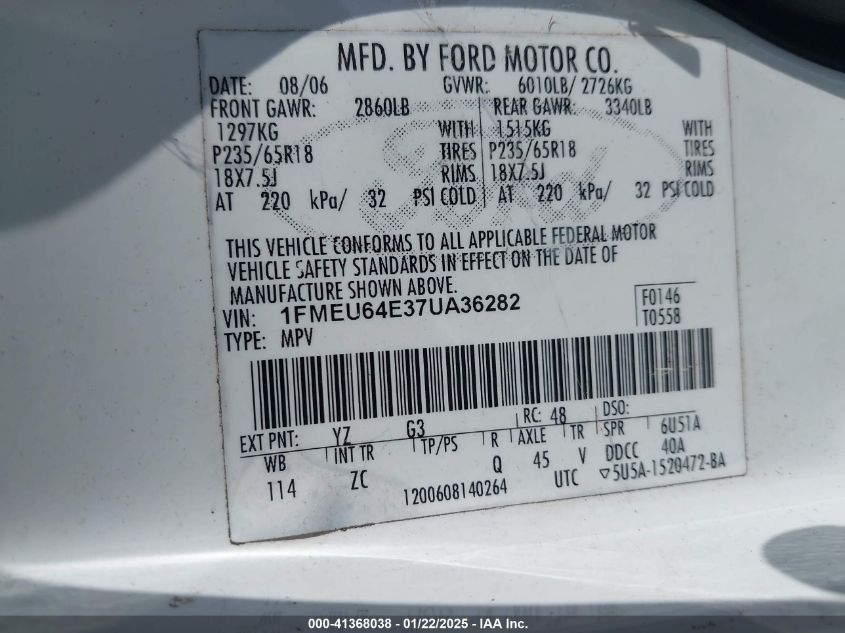 MFD. BY FORD MOTOR CO.
DATE: 08/06 GVWR: 6010LB/ 2726KG
FRONT GAWR: 2860LB REAR GAWR: 3340LB
1297KG WITH 1515KG WITH
P235/65R18 TIRES P235/65R18 TIRES
18X7.5J RIMS 18X7.5J RIMS
AT 220 kPa/ 32 PSI COLD AT 220 kPa/ 32 PSI COLD
Ford
THIS VEHICLE CONFORMS TO ALL APPLICABLE FEDERAL MOTOR
VEHICLE SAFETY STANDARDS IN EFFECT ON THE DATE OF
MANUFACTURE SHOWN ABOVE.
VIN: 1FMEU64E37UA36282 F0146
TYPE: MPV T0558
EXT PNT: YZ G3 RC: 48 DSO:
WB INT TR TP/PS R AXLE TR SPR 6U51A
114 ZC Q 45 V DDCC 40A
1200608140264 UTC ▽5U5A-1520472-BA
000-41368038 - 01/22/2025 - IAA Inc.